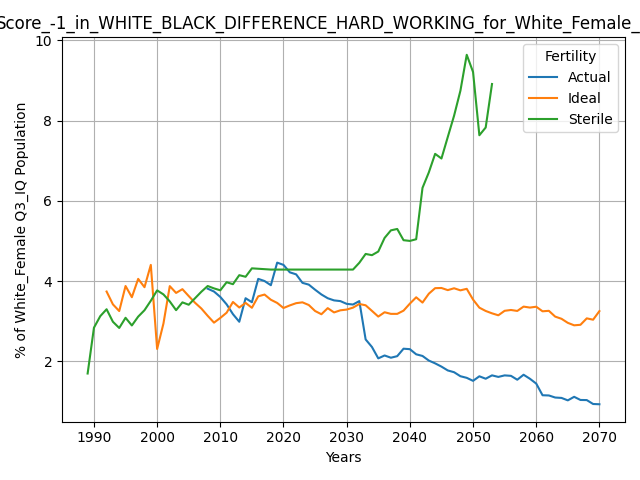 Score_-1_in_WHITE_BLACK_DIFFERENCE_HARD_WORKING_for_White_Female_
10
8
6
4
2
% of White_Female Q3_IQ Population
Fertility
Actual
Ideal
Sterile
1990 2000 2010 2020 2030 2040 2050 2060 2070
Years